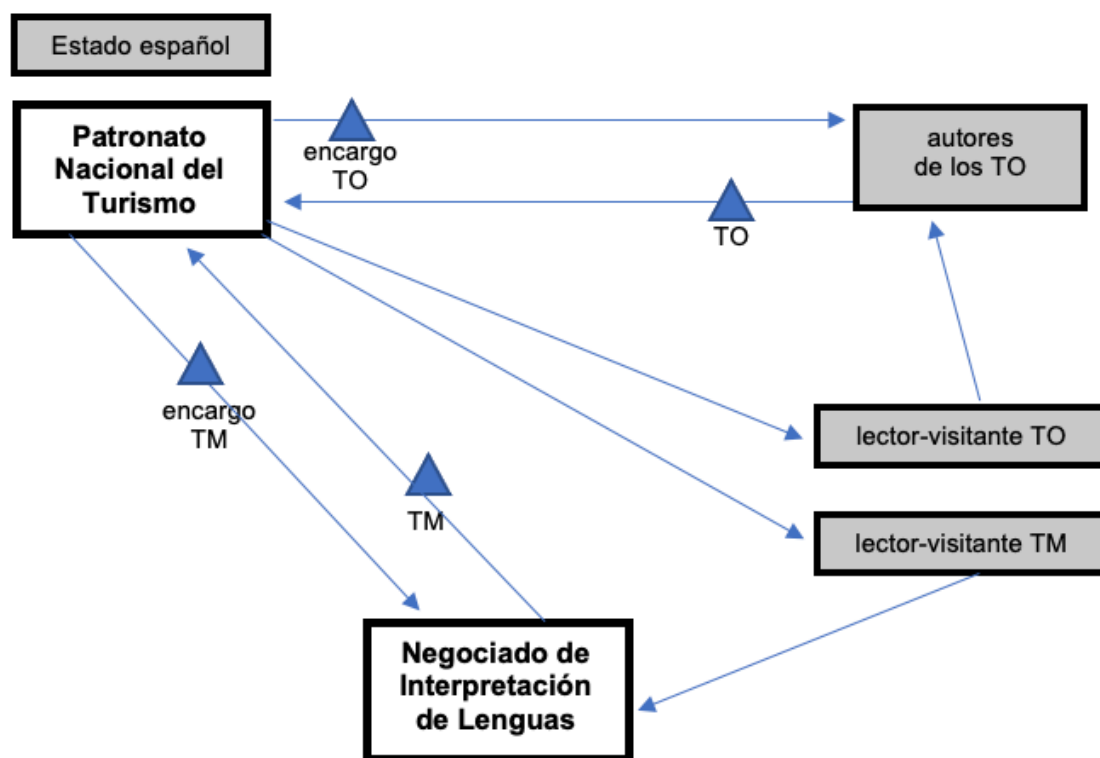 Estado español
Patronato
Nacional del
Turismo
encargo
TO
autores
de los TO
TO
encargo
TM
TM
lector-visitante TO
lector-visitante TM
Negociado de
Interpretación
de Lenguas